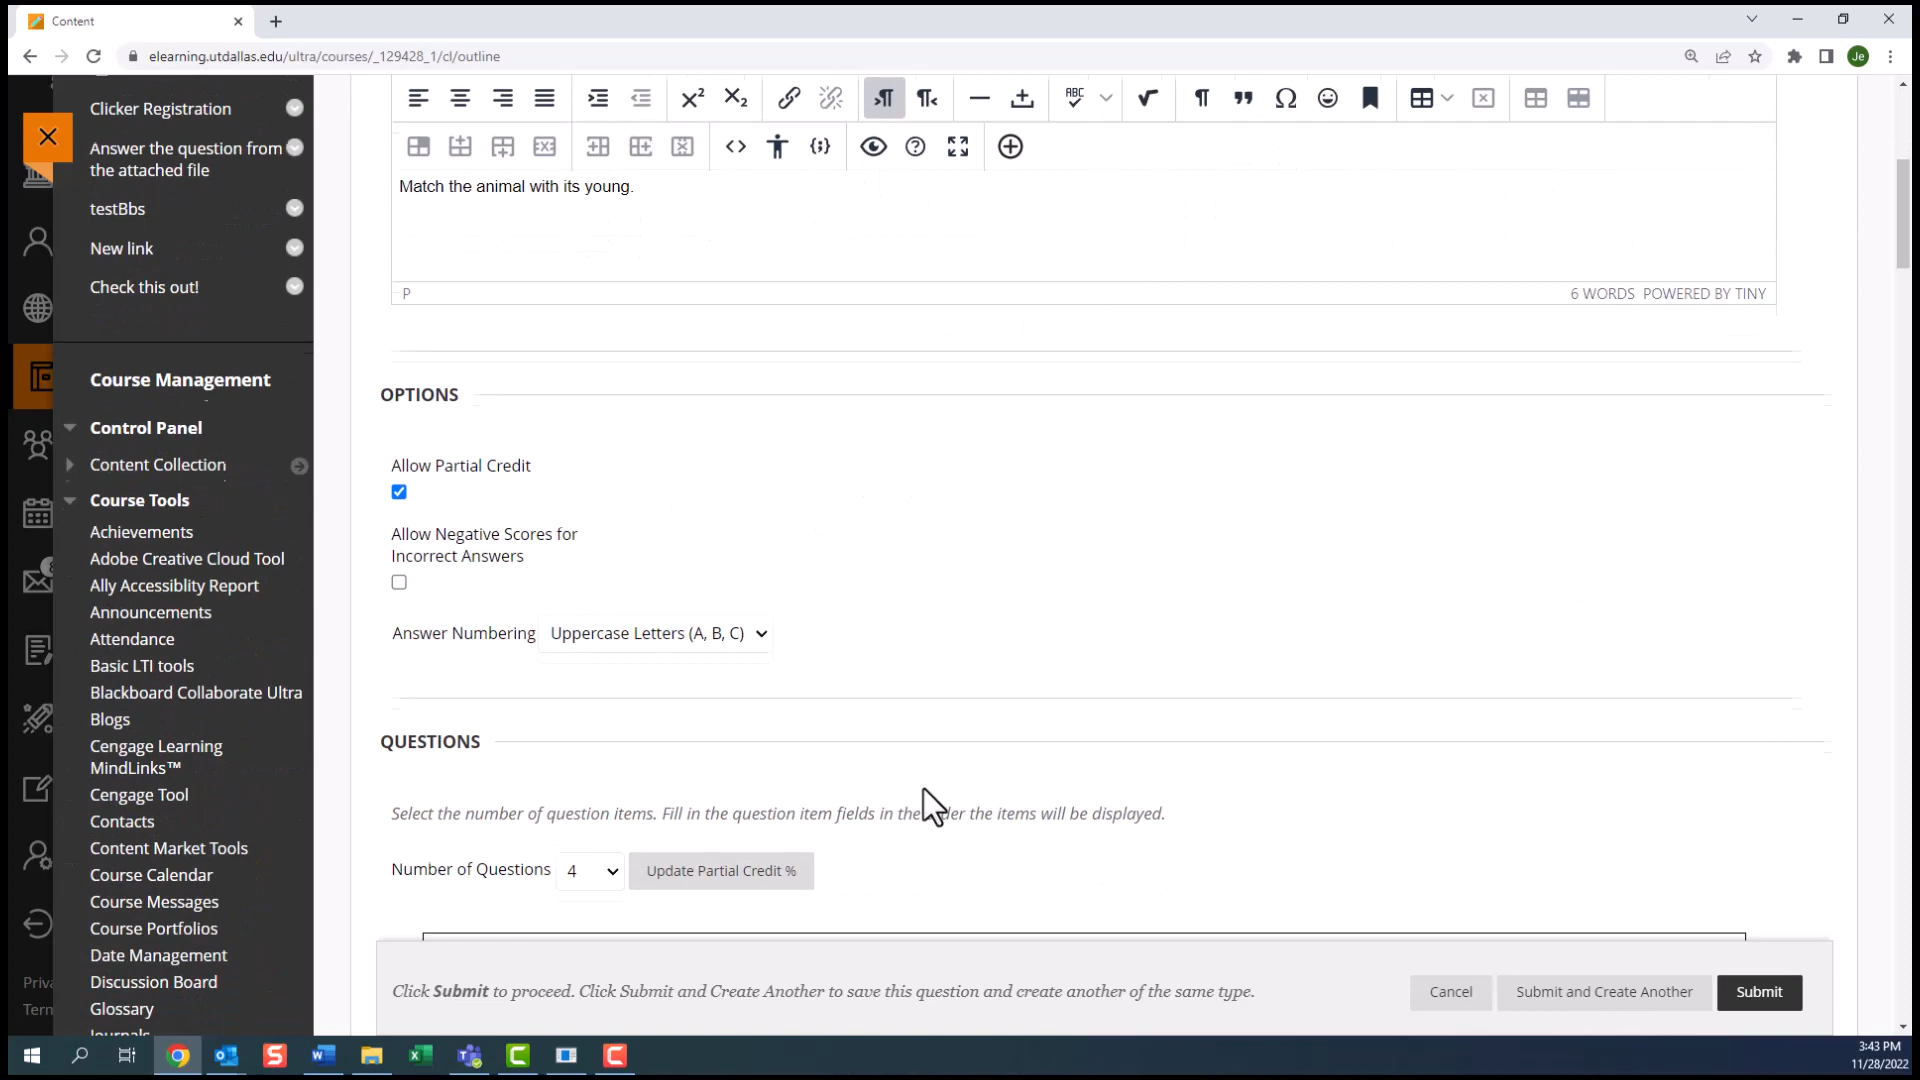 Content
elearning.utdallas.edu/ultra/courses/_129428_1/cl/outline
Je
Clicker Registration
Answer the question from
the attached file
testBbs
New link
Check this out!
Course Management
Control Panel
Content Collection
Course Tools
Achievements
Adobe Creative Cloud Tool
Ally Accessiblity Report
Announcements
Attendance
Basic LTI tools
Blackboard Collaborate Ultra
Blogs
Cengage Learning
MindLinks™
Cengage Tool
Contacts
Content Market Tools
Course Calendar
Course Messages
Course Portfolios
Date Management
Discussion Board
Glossary
Priva
Term
Match the animal with its young.
P
6 WORDS POWERED BY TINY
OPTIONS
Allow Partial Credit
Allow Negative Scores for
Incorrect Answers
Answer Numbering Uppercase Letters (A, B, C)
QUESTIONS
Select the number of question items. Fill in the question item fields in the der the items will be displayed.
Number of Questions 4 Update Partial Credit %
Click Submit to proceed. Click Submit and Create Another to save this question and create another of the same type.
Cancel Submit and Create Another Submit
3:43 PM
11/28/2022